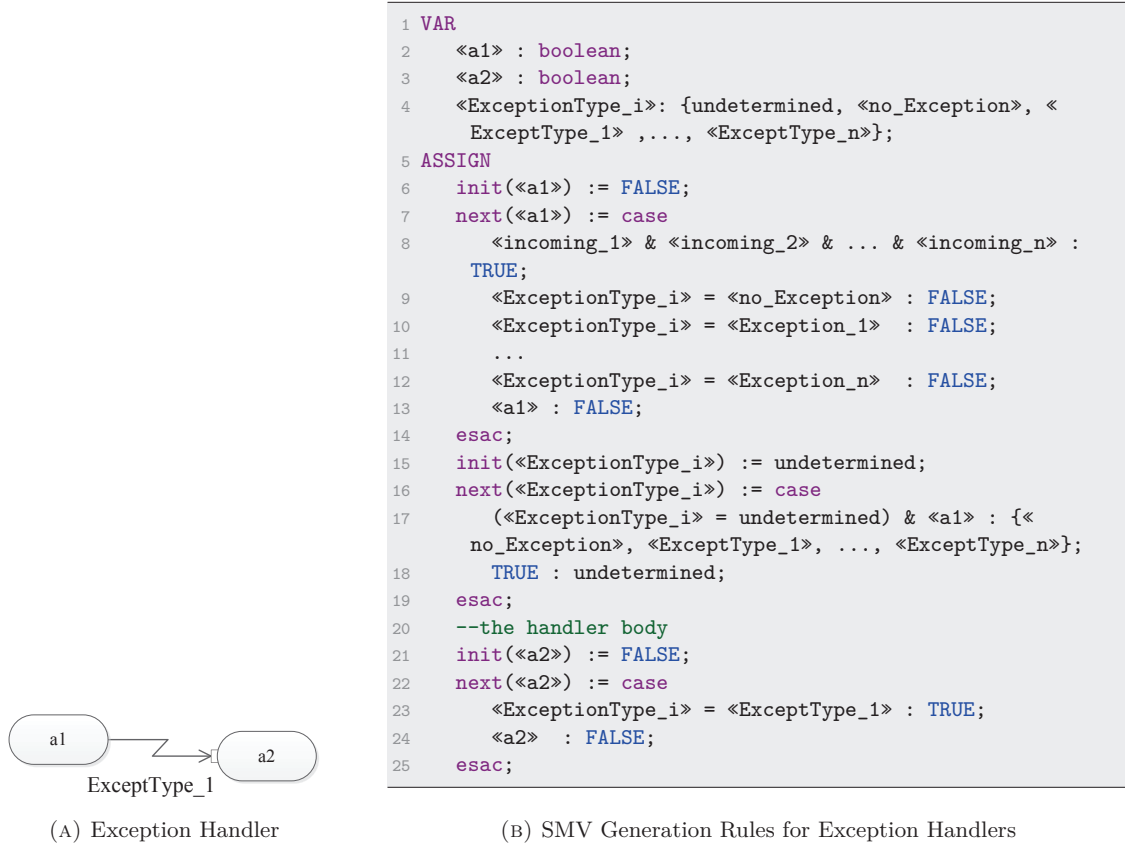 1 VAR
2 «a1» : boolean;
3 «a2» : boolean;
4 «ExceptionType_i»: {undetermined, «no_Exception», «
ExceptType_1» ,..., «ExceptType_n»};
5 ASSIGN
6 init(«a1») := FALSE;
7 next(«a1») := case
8 «incoming_1» & «incoming_2» & ... & «incoming_n» :
TRUE;
9 «ExceptionType_i» = «no_Exception» : FALSE;
10 «ExceptionType_i» = «Exception_1»  : FALSE;
11 ...
12 «ExceptionType_i» = «Exception_n»  : FALSE;
13 «a1» : FALSE;
14 esac;
15 init(«ExceptionType_i») := undetermined;
16 next(«ExceptionType_i») := case
17 («ExceptionType_i» = undetermined) & «a1» : {«
no_Exception», «ExceptType_1», ..., «ExceptType_n»};
18 TRUE : undetermined;
19 esac;
20 --the handler body
21 init(«a2») := FALSE;
22 next(«a2») := case
23 «ExceptionType_i» = «ExceptType_1» : TRUE;
24 «a2»  : FALSE;
25 esac;
a1
a2
ExceptType_1
(A) Exception Handler
(B) SMV Generation Rules for Exception Handlers